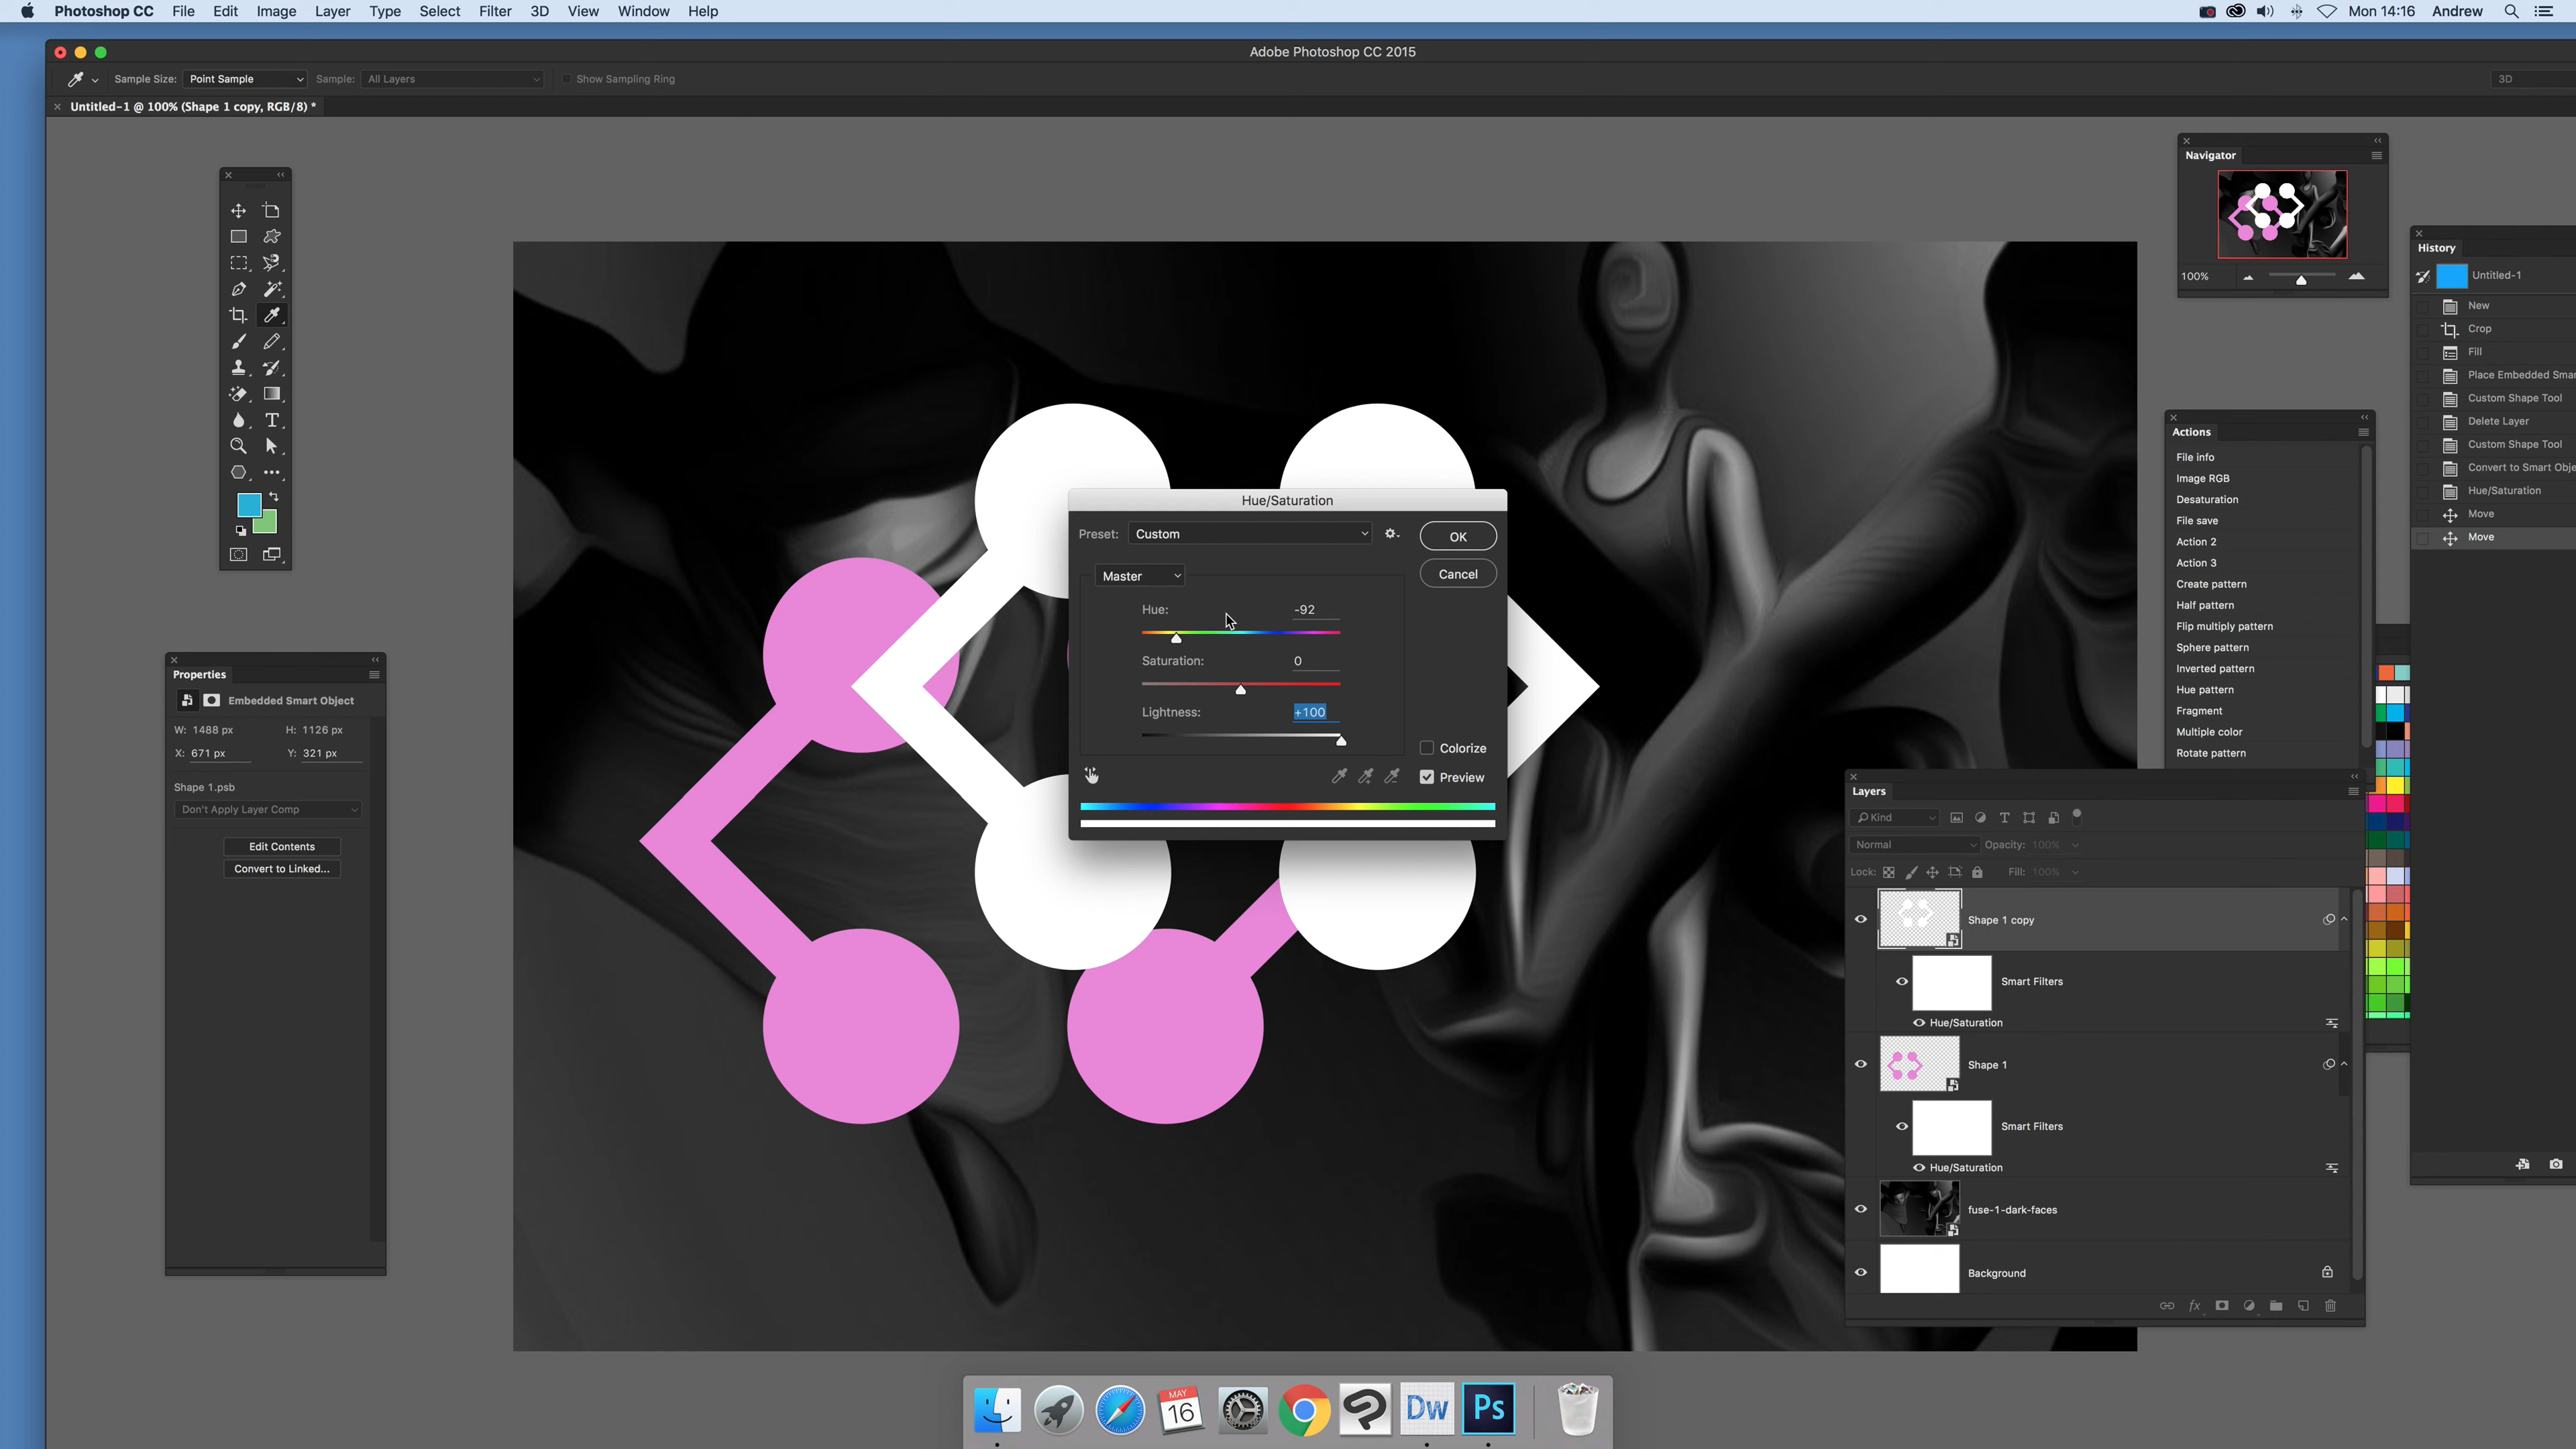 Photoshop CC File Edit Image Layer Type Select Filter 3D View Window Help Mon 14:16 Andrew
Adobe Photoshop CC 2015
Sample Size: Point Sample Sample: All Layers Show Sampling Ring 3D
Untitled-1 @ 100% (Shape 1 copy, RGB/8) *
Navigator
100%
History
Untitled-1
New
Crop
Fill
Place Embedded Smar
Custom Shape Tool
Delete Layer
Custom Shape Tool
Convert to Smart Obje
Hue/Saturation
Move
Move
Actions
File info
Image RGB
Desaturation
File save
Action 2
Action 3
Create pattern
Half pattern
Flip multiply pattern
Sphere pattern
Inverted pattern
Hue pattern
Fragment
Multiple color
Rotate pattern
Hue/Saturation
Preset: Custom
OK
Cancel
Master
Hue: -92
Saturation: 0
Lightness: +100
Colorize
Preview
Properties
Embedded Smart Object
W: 1488 px H: 1126 px
X: 671 px Y: 321 px
Shape 1.psb
Don't Apply Layer Comp
Edit Contents
Convert to Linked...
Layers
Kind
Normal Opacity: 100%
Lock: Fill: 100%
Shape 1 copy
Smart Filters
Hue/Saturation
Shape 1
Smart Filters
Hue/Saturation
fuse-1-dark-faces
Background
fx
MAY
16
Dw
Ps